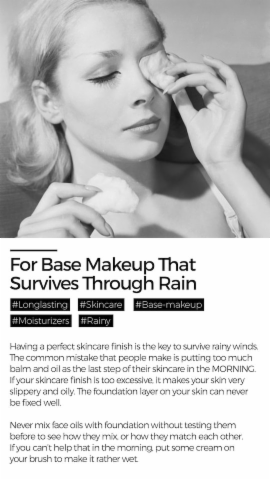 For Base Makeup That
Survives Through Rain
#Longlasting #Skincare #Base-makeup
#Moisturizers #Rainy
Having a perfect skincare finish is the key to survive rainy winds.
The common mistake that people make is putting too much
balm and oil as the last step of their skincare in the MORNING.
If your skincare finish is too excessive, it makes your skin very
slippery and oily. The foundation layer on your skin can never
be fixed well.
Never mix face oils with foundation without testing them
before to see how they mix, or how they match each other.
If you can't help that in the morning, put some cream on
your brush to make it rather wet.